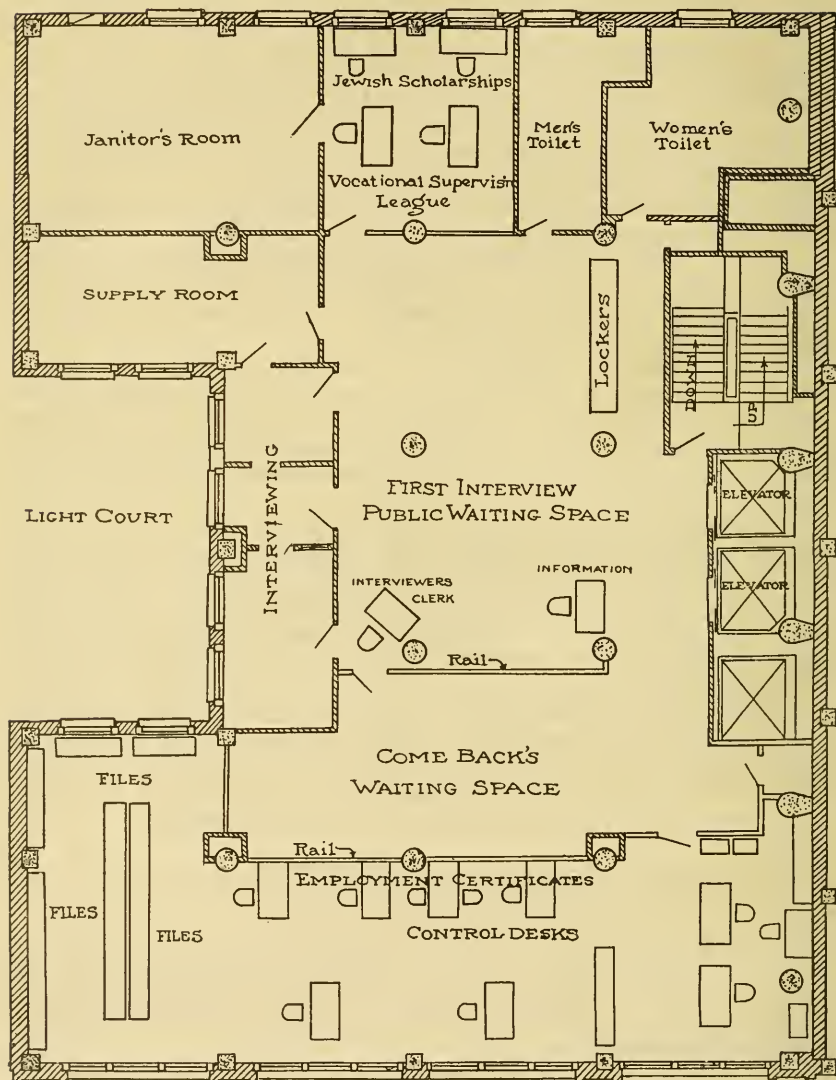 Jewish Scholarships
Janitor's Room
Men's
Toilet
Women's
Toilet
Vocational Supervis'n
League
SUPPLY ROOM
Lockers
DOWN
UP
LIGHT COURT
INTERVIEWING
FIRST INTERVIEW
PUBLIC WAITING SPACE
ELEVATOR
ELEVATOR
INTERVIEWERS
CLERK
INFORMATION
Rail
COME BACK'S
WAITING SPACE
FILES
Rail
EMPLOYMENT CERTIFICATES
FILES
FILES
CONTROL DESKS